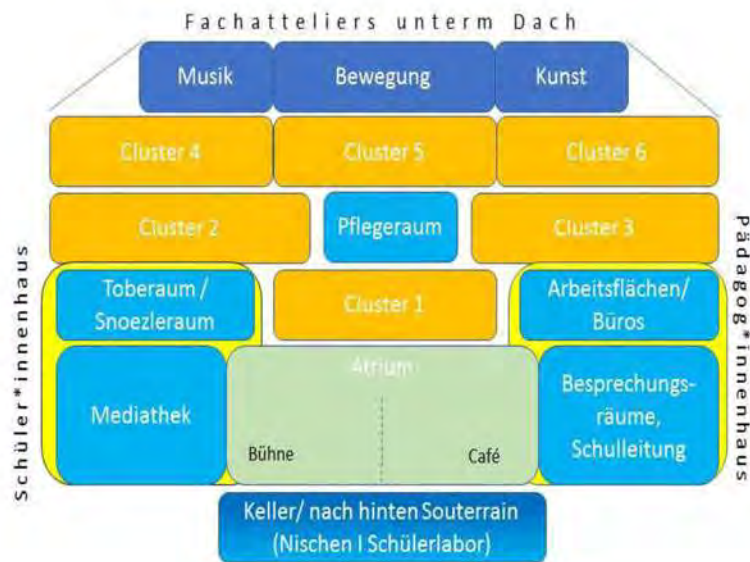 Fachatteliers unterm Dach
Musik
Bewegung
Kunst
Cluster 4
Cluster 5
Cluster 6
Cluster 2
Pflegeraum
Cluster 3
Schüler*innenhaus
Pädagog*innenhaus
Toberaum /
Snoezleraum
Cluster 1
Arbeitsflächen/
Büros
Mediathek
Atrium
Bühne
Café
Besprechungs-
räume,
Schulleitung
Keller/ nach hinten Souterrain
(Nischen I Schülerlabor)